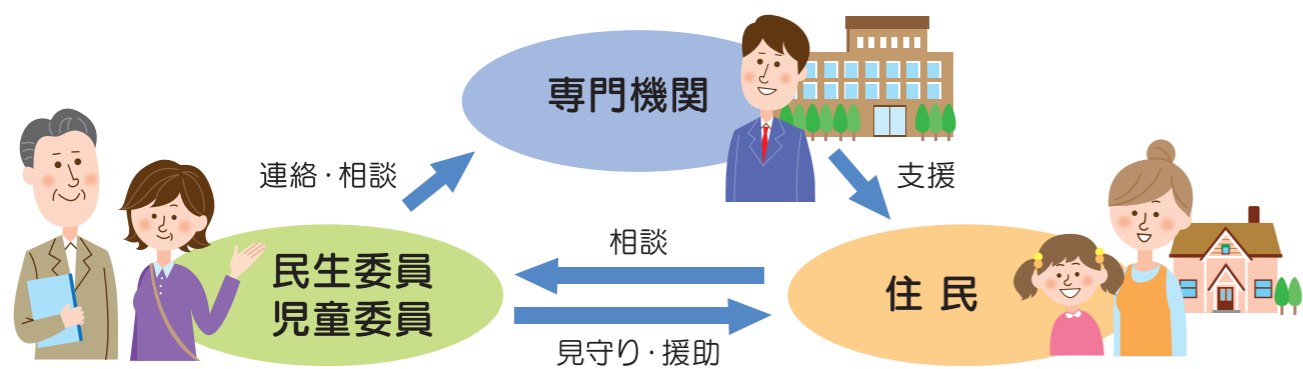 専門機関
連絡・相談
支援
相談
民生委員
児童委員
住民
見守り・援助